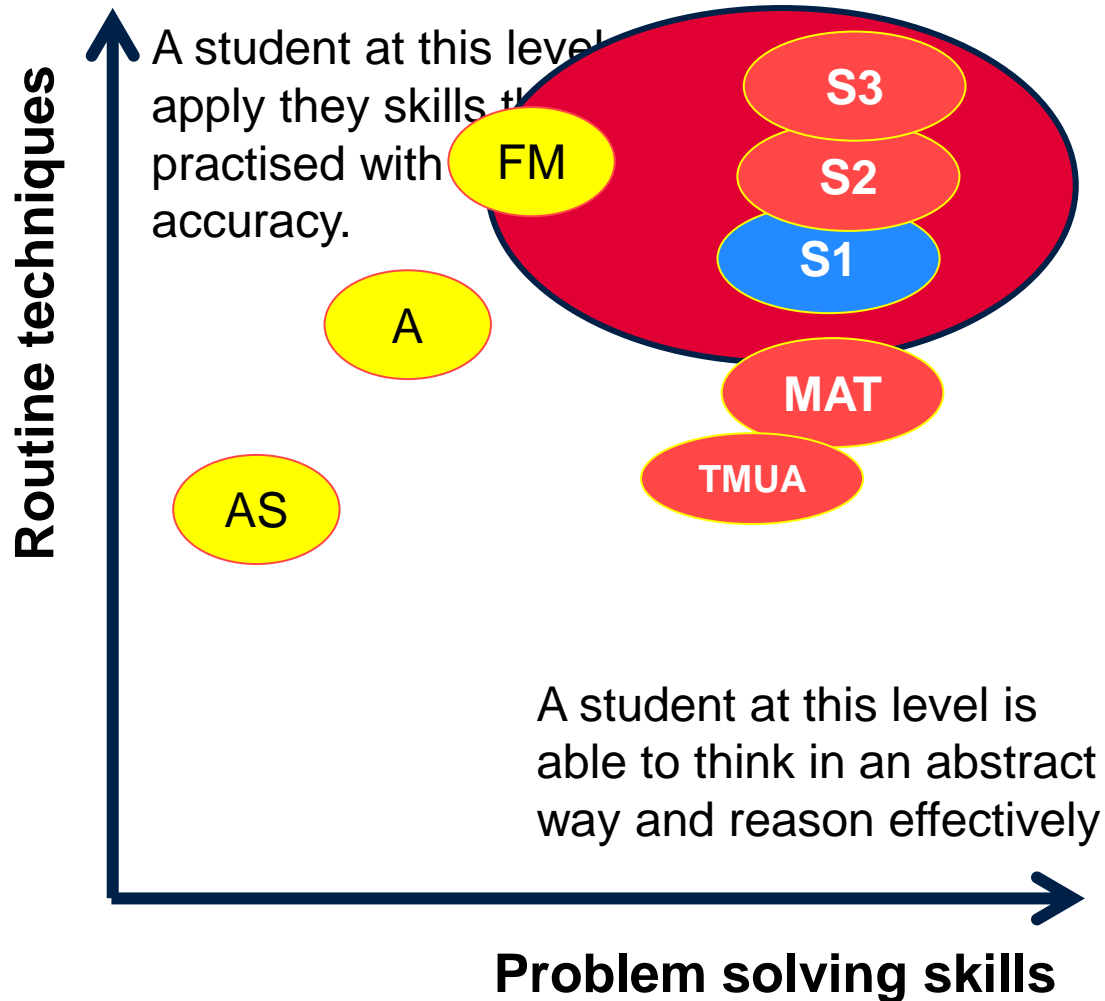 Routine techniques
A student at this level
apply they skills th
practised with
accuracy.
FM
S3
S2
S1
A
MAT
TMUA
AS
A student at this level is
able to think in an abstract
way and reason effectively
Problem solving skills